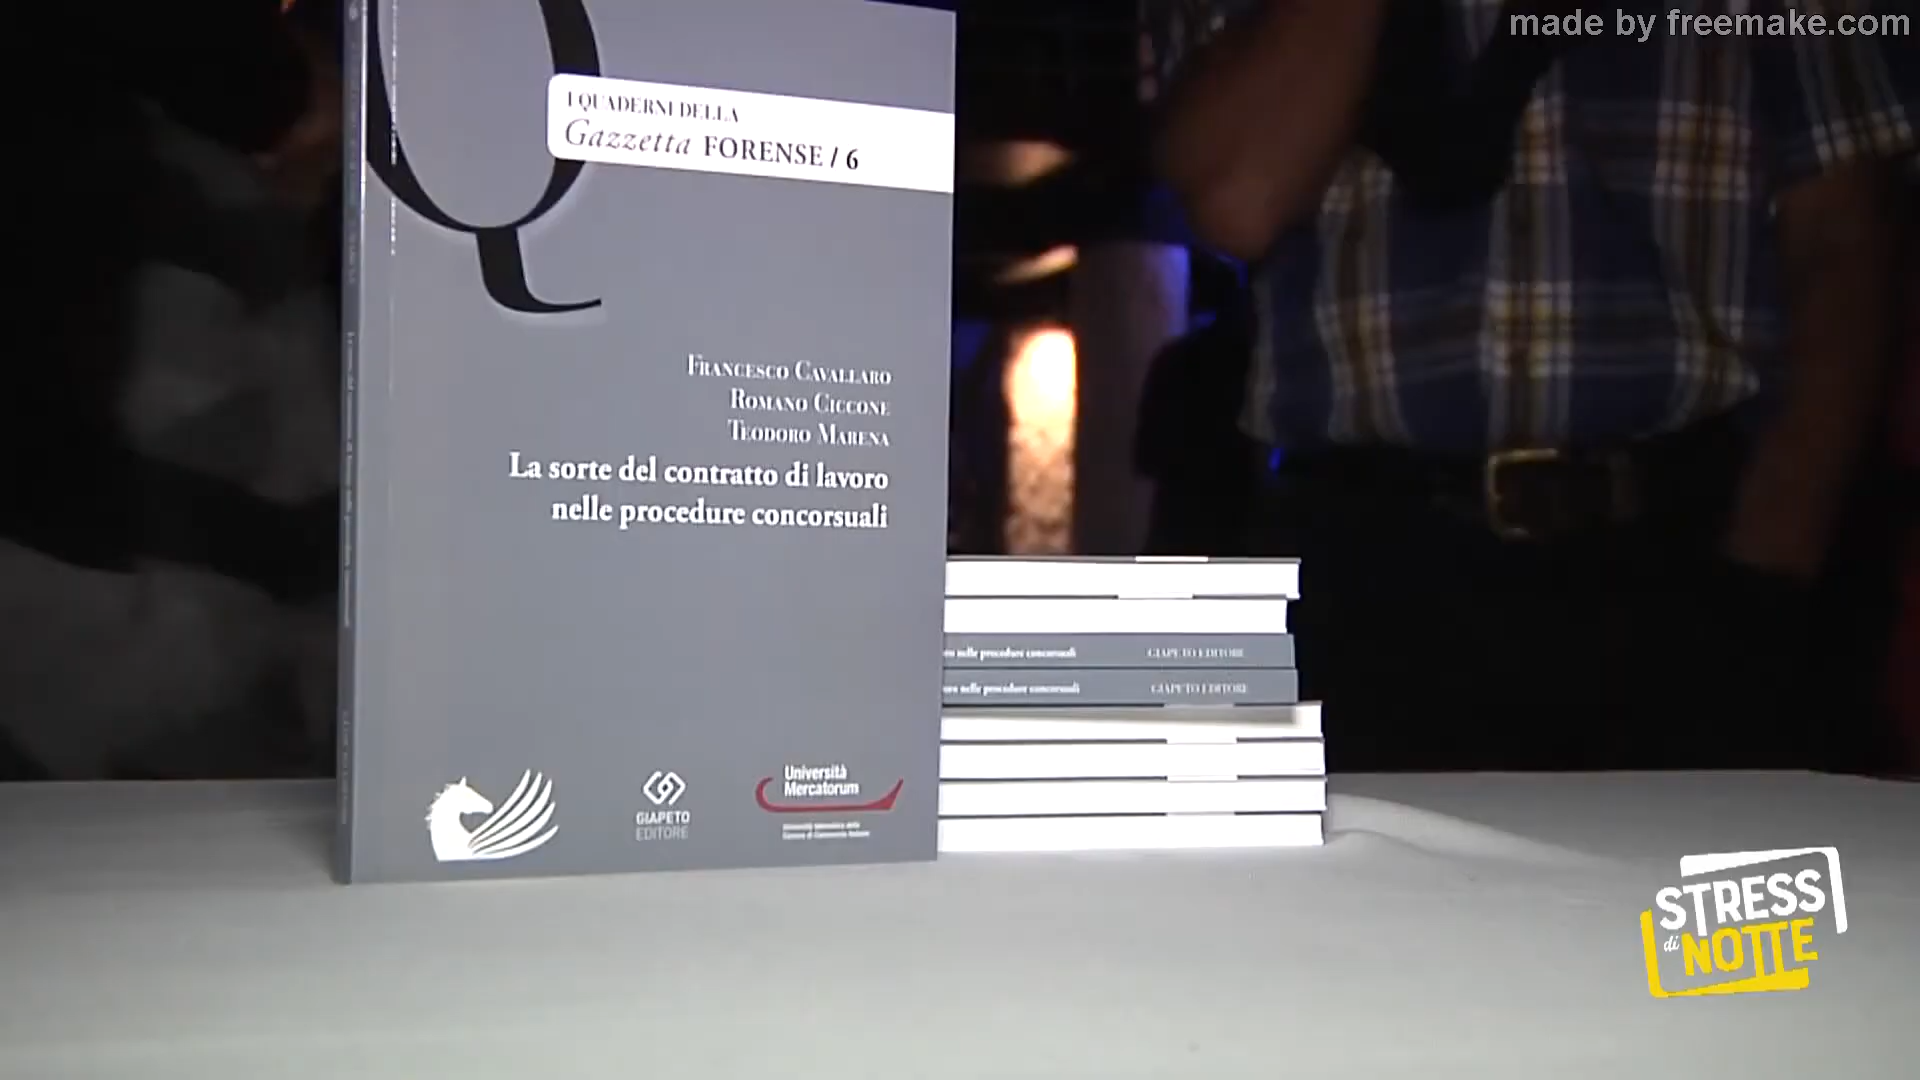 made by freemake.com
I QUADERNI DELLA
Gazzetta FORENSE / 6
FRANCESCO CAVALLARO
ROMANO CICCONE
TEODORO MARENA
La sorte del contratto di lavoro
nelle procedure concorsuali
nelle procedure concorsuali GIAPETO EDITORE
nelle procedure concorsuali GIAPETO EDITORE
GIAPETO
EDITORE
Università
Mercatorum
STRESS
di NOTTE